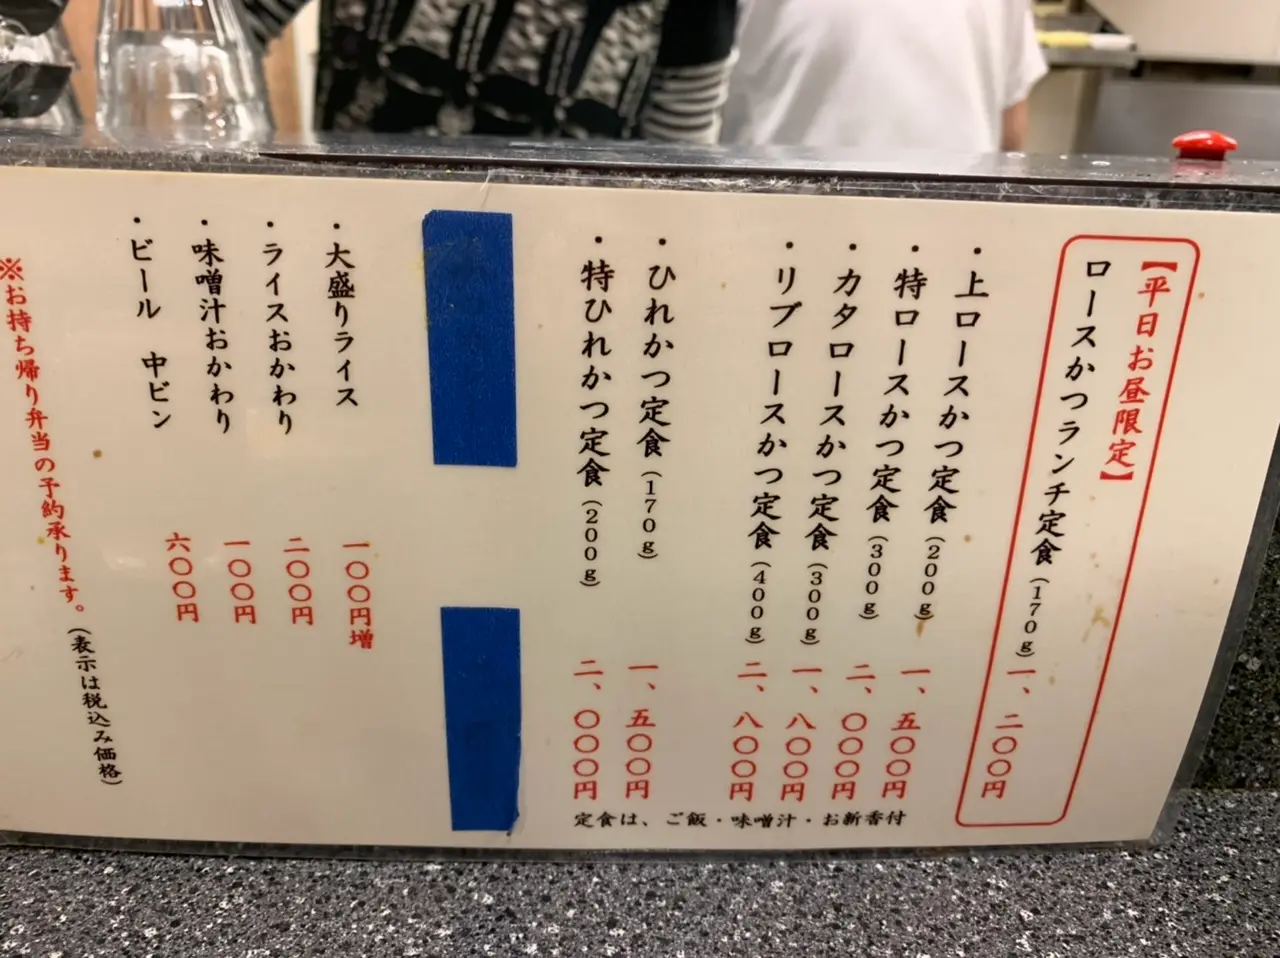 【平日お昼限定】
ロースかつランチ定食(170g) 一、二〇〇円
・上ロースかつ定食(200g) 一、五〇〇円
・特ロースかつ定食(300g) 二、〇〇〇円
・カタロースかつ定食(300g) 一、八〇〇円
・リブロースかつ定食(400g) 二、八〇〇円
・ひれかつ定食(170g) 一、五〇〇円
・特ひれかつ定食(200g) 二、〇〇〇円
定食は、ご飯・味噌汁・お新香付
・大盛りライス 一〇〇円増
・ライスおかわり 二〇〇円
・味噌汁おかわり 一〇〇円
・ビール 中ビン 六〇〇円
※お持ち帰り弁当の予約承ります。(表示は税込み価格)